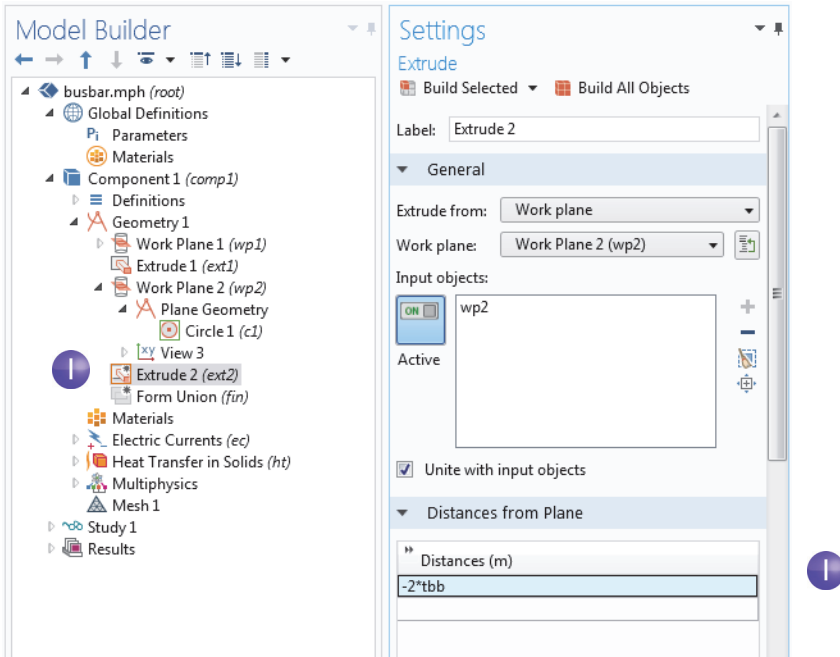 Model Builder
busbar.mph (root)
Global Definitions
Pi Parameters
Materials
Component 1 (comp1)
Definitions
Geometry 1
Work Plane 1 (wp1)
Extrude 1 (ext1)
Work Plane 2 (wp2)
Plane Geometry
Circle 1 (c1)
xy View 3
I
Extrude 2 (ext2)
Form Union (fin)
Materials
Electric Currents (ec)
Heat Transfer in Solids (ht)
Multiphysics
Mesh 1
Study 1
Results
Settings
Extrude
Build Selected Build All Objects
Label: Extrude 2
General
Extrude from: Work plane
Work plane: Work Plane 2 (wp2)
Input objects:
ON
wp2
Active
Unite with input objects
Distances from Plane
Distances (m)
-2*tbb
I